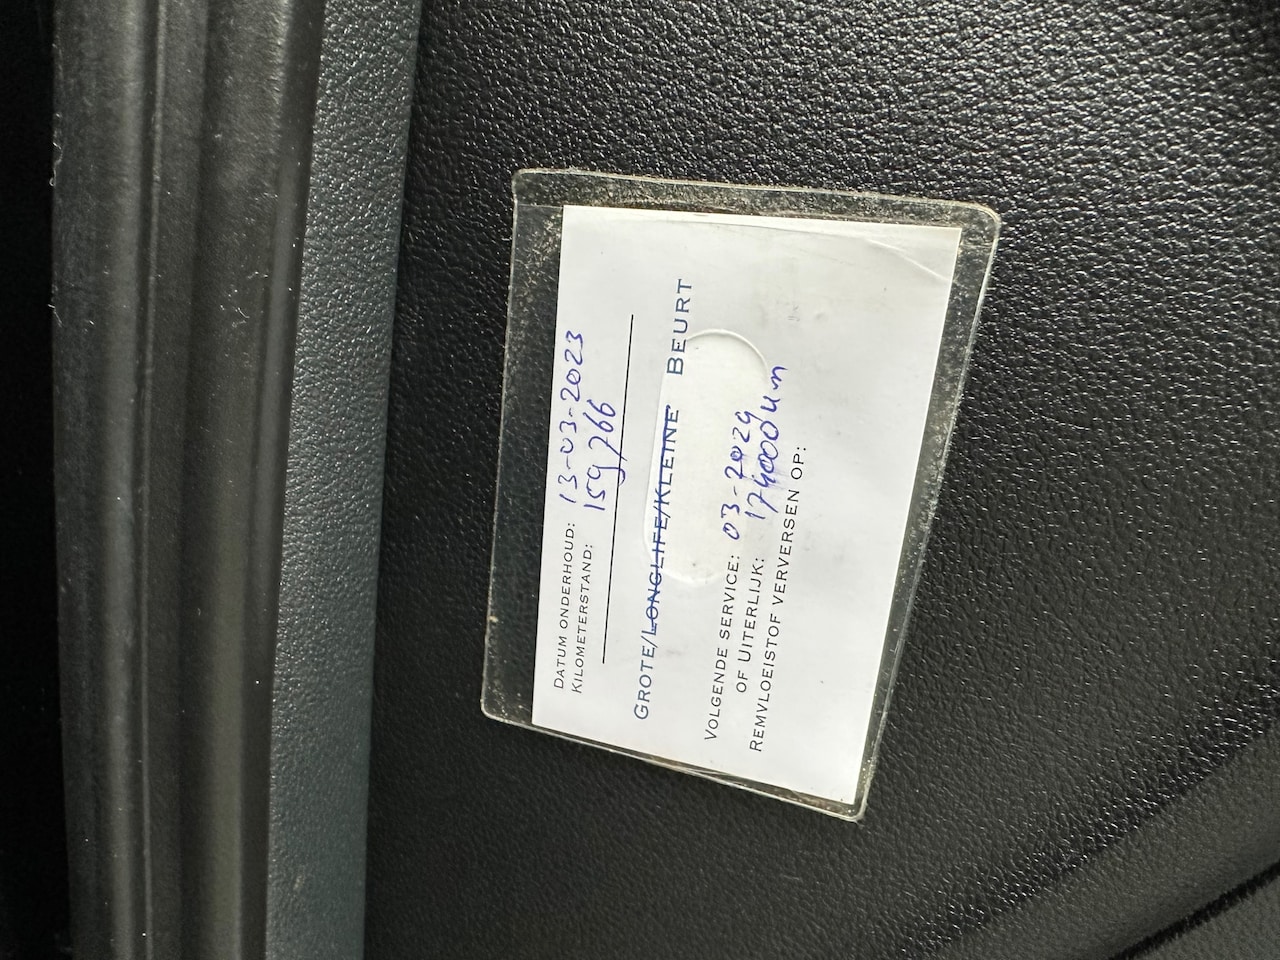 DATUM ONDERHOUD: 13-03-2023
KILOMETERSTAND: 159766
GROTE/LONGLIFE/KLEINE BEURT
VOLGENDE SERVICE: 03-2024
OF UITERLIJK: 174000 km
REMVLOEISTOF VERVERSEN OP: